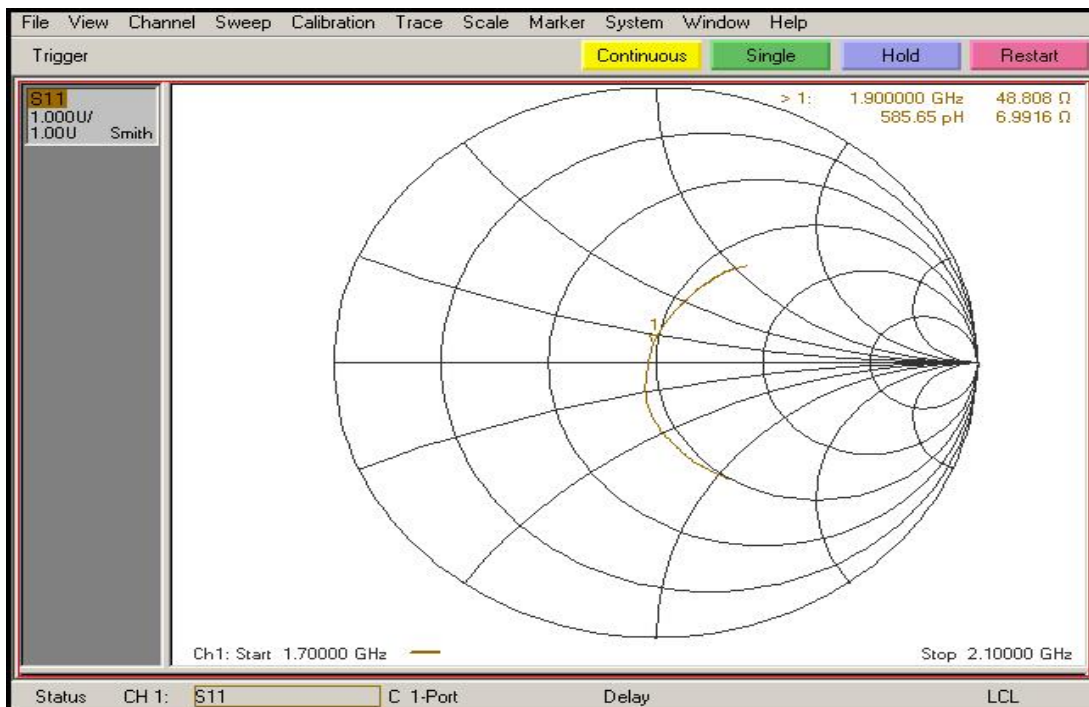 File View Channel Sweep Calibration Trace Scale Marker System Window Help
Trigger Continuous Single Hold Restart
S11
1.000U/
1.00U Smith
> 1: 1.900000 GHz 48.808 Ω
585.65 pH 6.9916 Ω
1
Ch1: Start 1.70000 GHz Stop 2.10000 GHz
Status CH 1: S11 C 1-Port Delay LCL